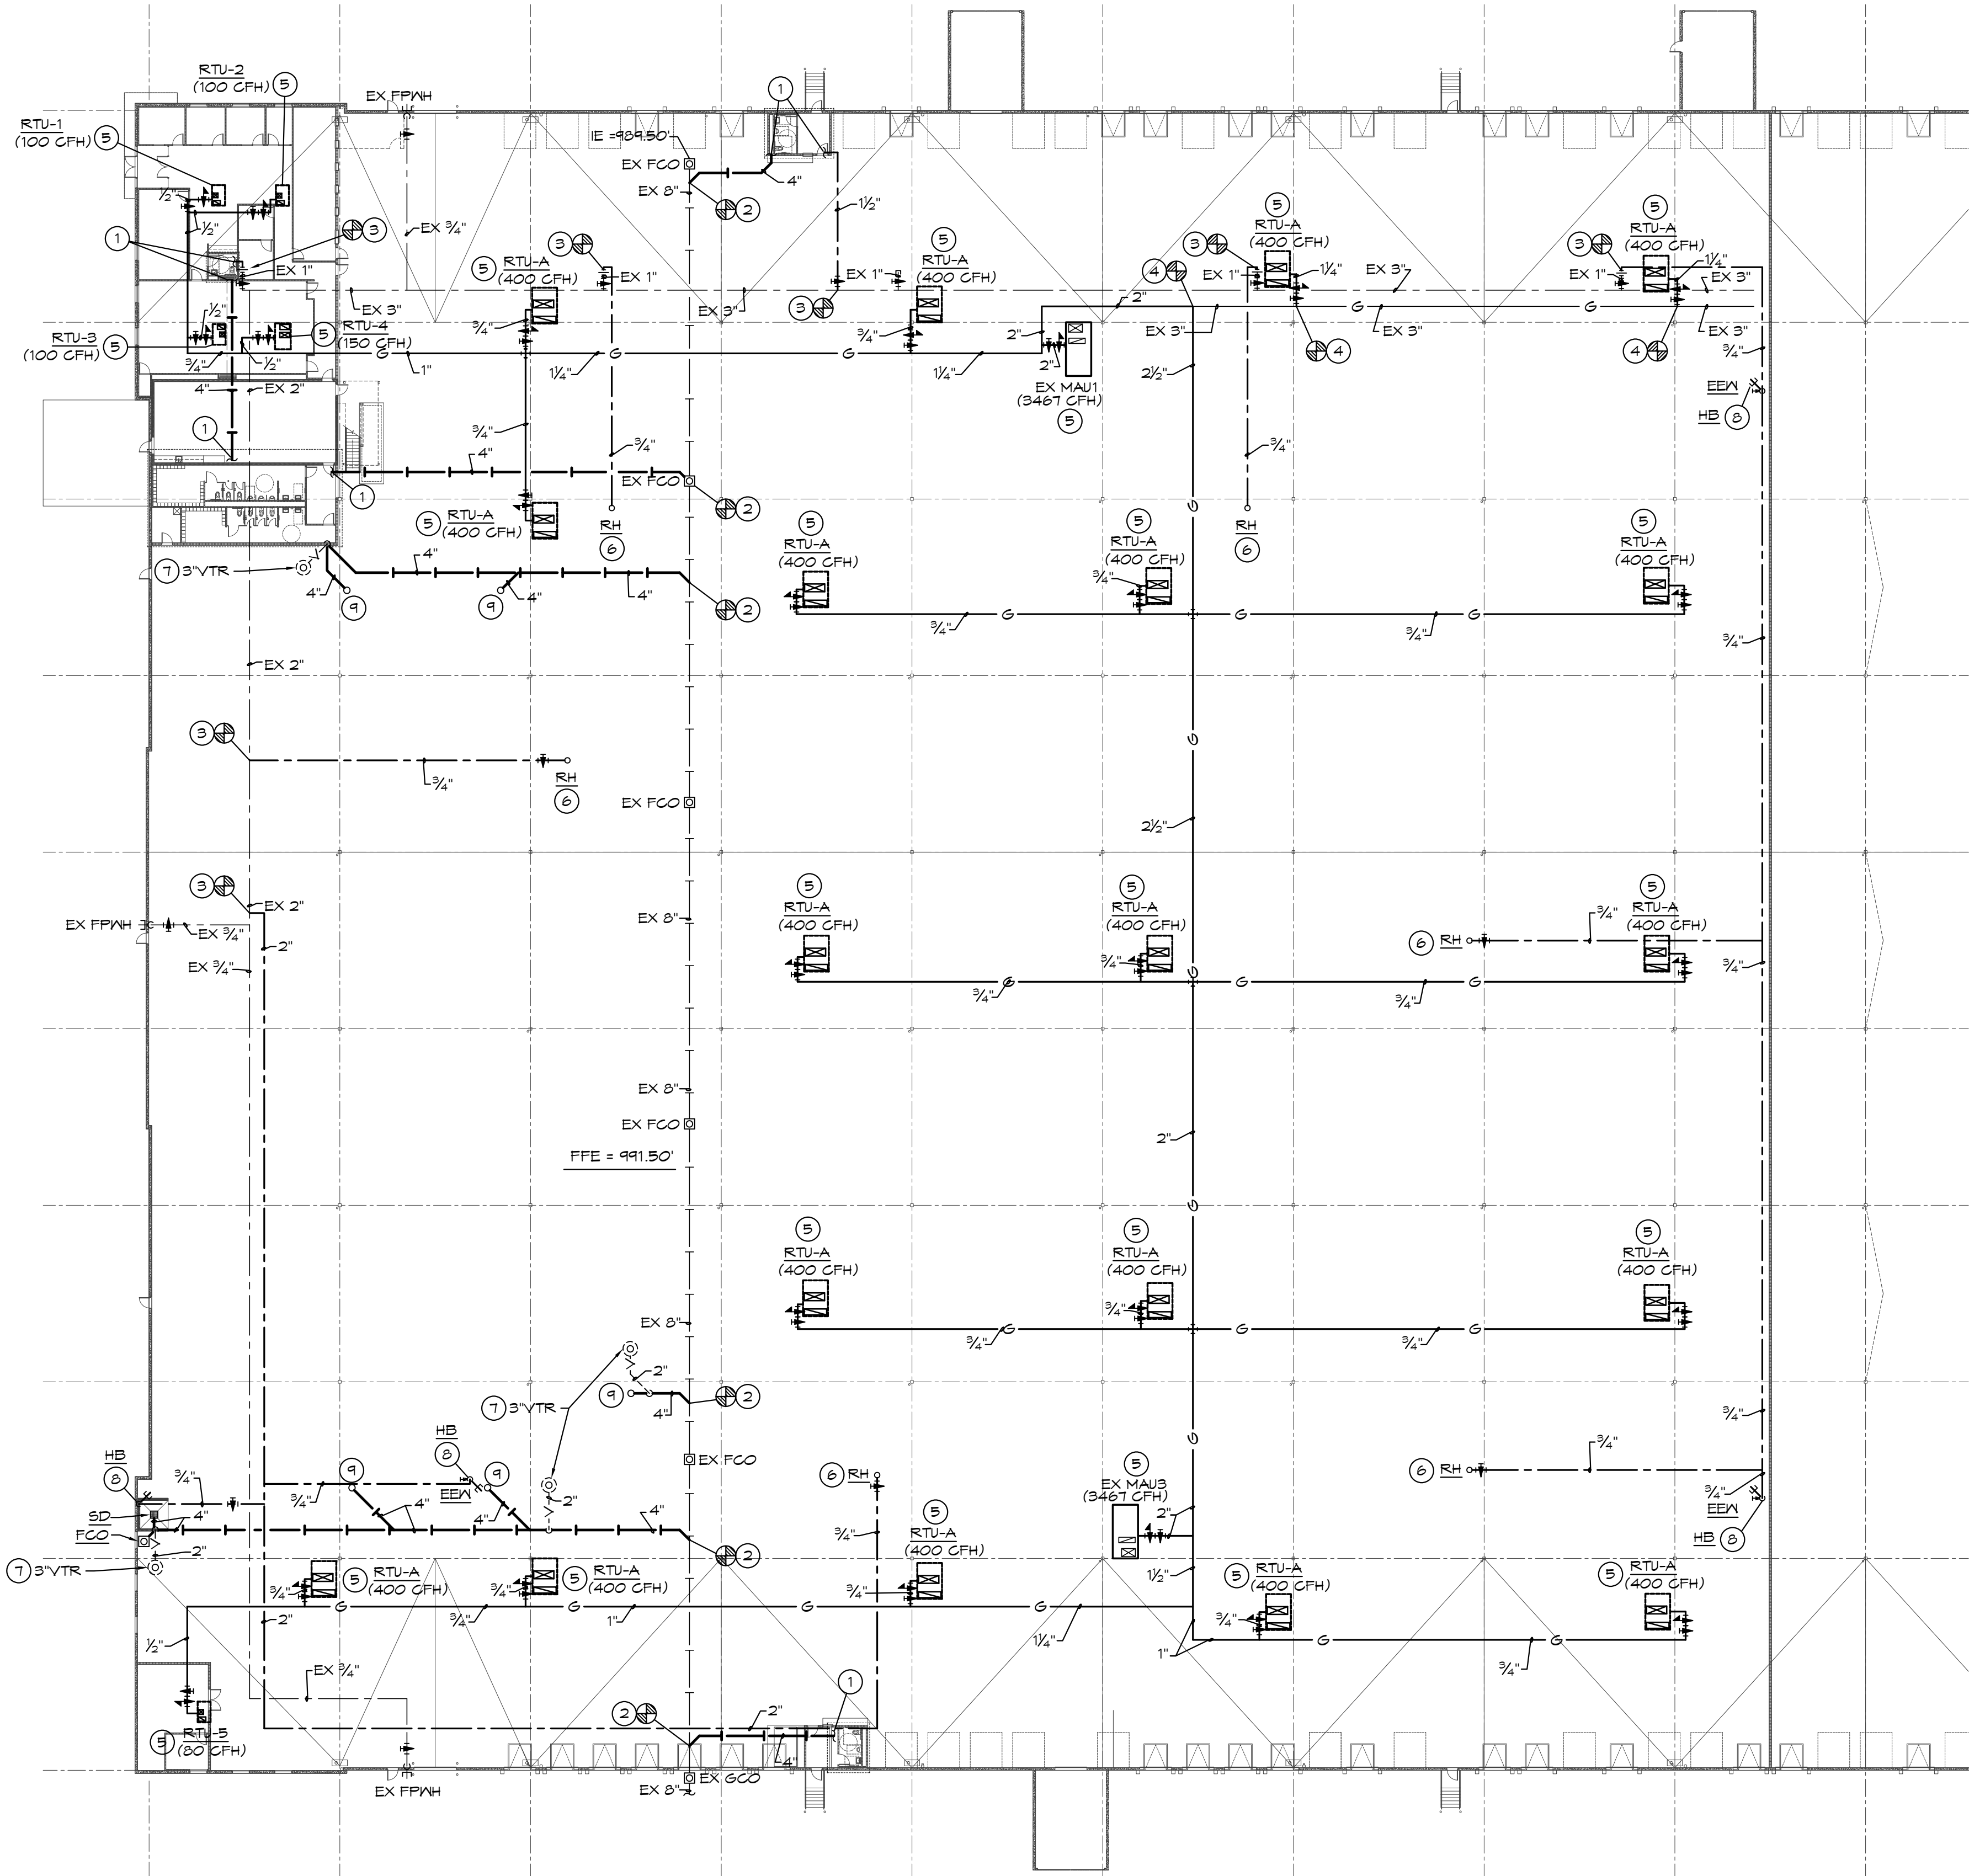 RTU-2
(100 CFH)
5
RTU-1
(100 CFH)
5
EX FPWH
1
IE =989.50'
EX FCO
4"
EX 8"
2
1½"
½"
½"
1
3
EX 1"
EX ¾"
3
EX 1"
5
RTU-A
(400 CFH)
5
RTU-A
(400 CFH)
EX 1"
3
4
3
5
RTU-A
(400 CFH)
EX 1"
1¼"
EX 3"
3
5
RTU-A
(400 CFH)
EX 1"
1¼"
EX 3"
EX 3"
2"
EX 3"
G
EX 3"
G
EX 3"
½"
RTU-3
(100 CFH)
5
5
RTU-4
(150 CFH)
¾"
½"
¾"
¾"
2"
4
4
G
1"
1¼"
G
G
1¼"
2"
EX MAU1
(3467 CFH)
5
2½"
¾"
4"
EX 2"
EEW
HB
8
1
¾"
¾"
¾"
4"
EX FCO
1
2
5
RTU-A
(400 CFH)
RH
6
G
RH
6
5
RTU-A
(400 CFH)
5
RTU-A
(400 CFH)
5
RTU-A
(400 CFH)
7
3"VTR
4"
4"
9
9
4"
4"
2
¾"
¾"
G
G
¾"
G
¾"
EX 2"
3
¾"
RH
6
G
EX FCO
2½"
3
EX 2"
EX FPWH
EX ¾"
2"
EX ¾"
EX 8"
5
RTU-A
(400 CFH)
5
RTU-A
(400 CFH)
5
RTU-A
(400 CFH)
6
RH
¾"
¾"
¾"
G
G
¾"
G
G
¾"
G
EX 8"
EX FCO
FFE = 991.50'
2"
G
5
RTU-A
(400 CFH)
5
RTU-A
(400 CFH)
5
RTU-A
(400 CFH)
EX 8"
¾"
¾"
G
G
¾"
G
2"
9
4"
2
7
3"VTR
¾"
G
HB
8
HB
8
¾"
9
¾"
9
EEW
EX FCO
6
RH
5
EX MAU3
(3467 CFH)
6
RH
¾"
¾"
EEW
HB
8
SD
FCO
4"
2"
7
3"VTR
4"
4"
2"
4"
2
¾"
5
RTU-A
(400 CFH)
2"
1½"
¾"
5
RTU-A
(400 CFH)
¾"
5
RTU-A
(400 CFH)
¾"
5
RTU-A
(400 CFH)
¾"
5
RTU-A
(400 CFH)
G
¾"
G
1"
G
G
1¼"
1"
G
G
¾"
½"
2"
EX ¾"
5
RTU-5
(80 CFH)
2
2"
4"
1
EX GCO
EX 8"
EX FPWH